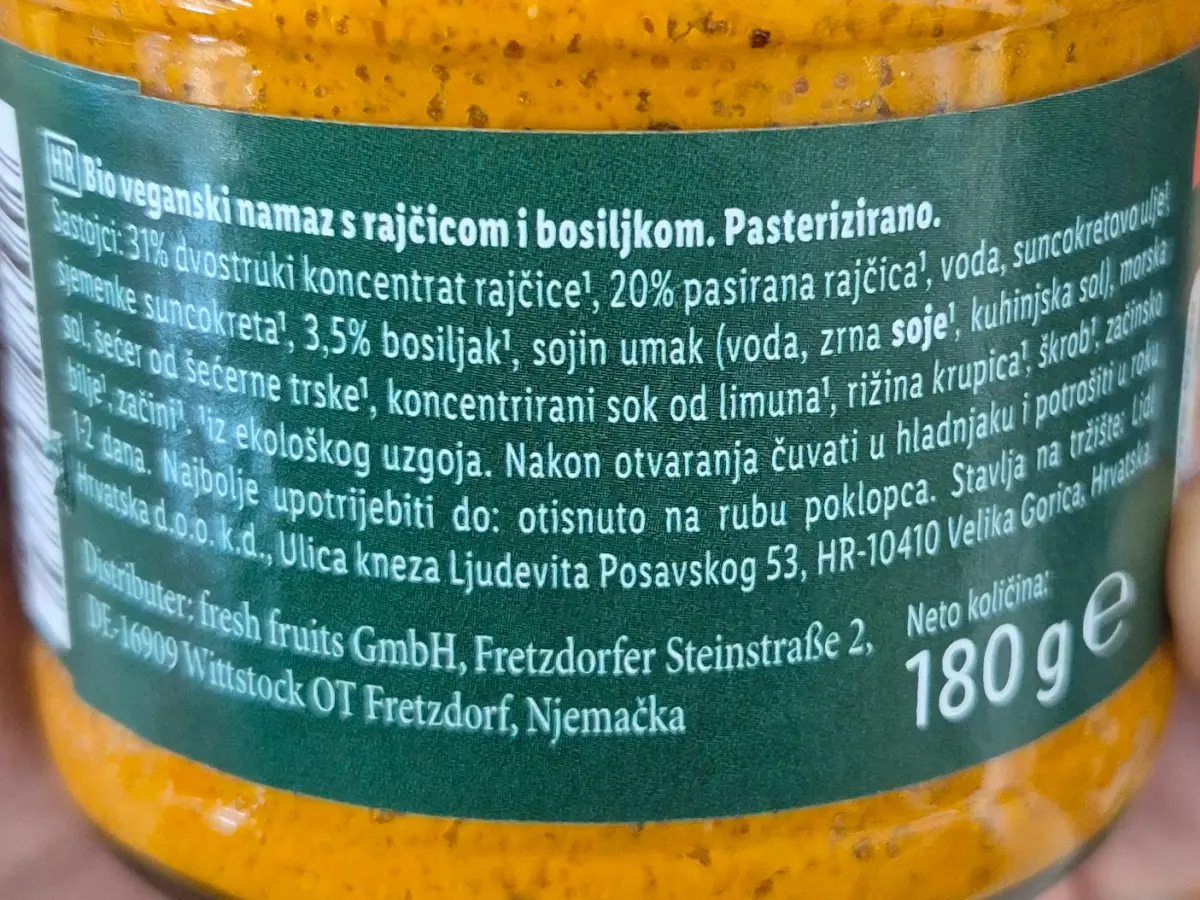 HR Bio veganski namaz s rajčicom i bosiljkom. Pasterizirano.
Sastojci: 31% dvostruki koncentrat rajčice¹, 20% pasirana rajčica¹, voda, suncokretovo ulje¹,
sjemenke suncokreta¹, 3,5% bosiljak¹, sojin umak (voda, zrna soje¹, kuhinjska sol), morska
sol, šećer od šećerne trske¹, koncentrirani sok od limuna¹, rižina krupica¹, škrob¹, začinsko
bilje¹, začini¹. ¹iz ekološkog uzgoja. Nakon otvaranja čuvati u hladnjaku i potrošiti u roku
1-2 dana. Najbolje upotrijebiti do: otisnuto na rubu poklopca. Stavlja na tržište: Lidl
Hrvatska d.o.o. k.d., Ulica kneza Ljudevita Posavskog 53, HR-10410 Velika Gorica, Hrvatska.
Distributer: fresh fruits GmbH, Fretzdorfer Steinstraße 2,
DE-16909 Wittstock OT Fretzdorf, Njemačka
Neto količina:
180 g e